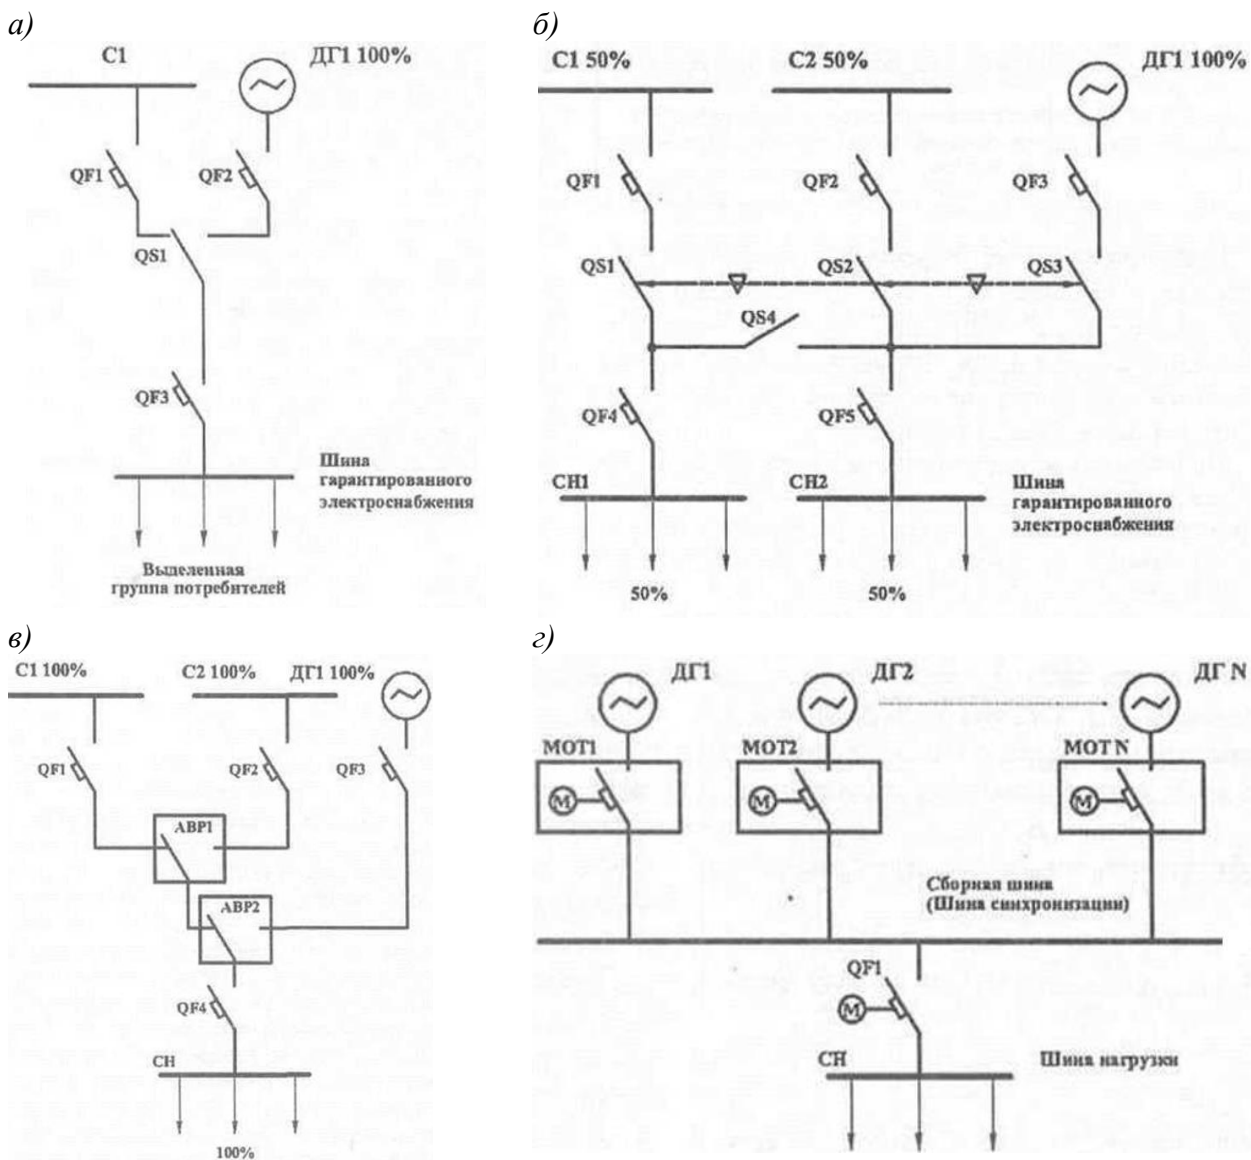 а)
С1
ДГ1 100%
QF1
QF2
QS1
QF3
Шина
гарантированного
электроснабжения
Выделенная
группа потребителей
б)
С1 50%
С2 50%
ДГ1 100%
QF1
QF2
QF3
QS1
QS2
QS3
QS4
QF4
QF5
СН1
СН2
Шина
гарантированного
электроснабжения
50%
50%
в)
С1 100%
С2 100%
ДГ1 100%
QF1
QF2
QF3
АВР1
АВР2
QF4
СН
100%
г)
ДГ1
ДГ2
ДГ N
МОТ1
МОТ2
МОТ N
М
М
М
Сборная шина
(Шина синхронизации)
QF1
М
СН
Шина нагрузки